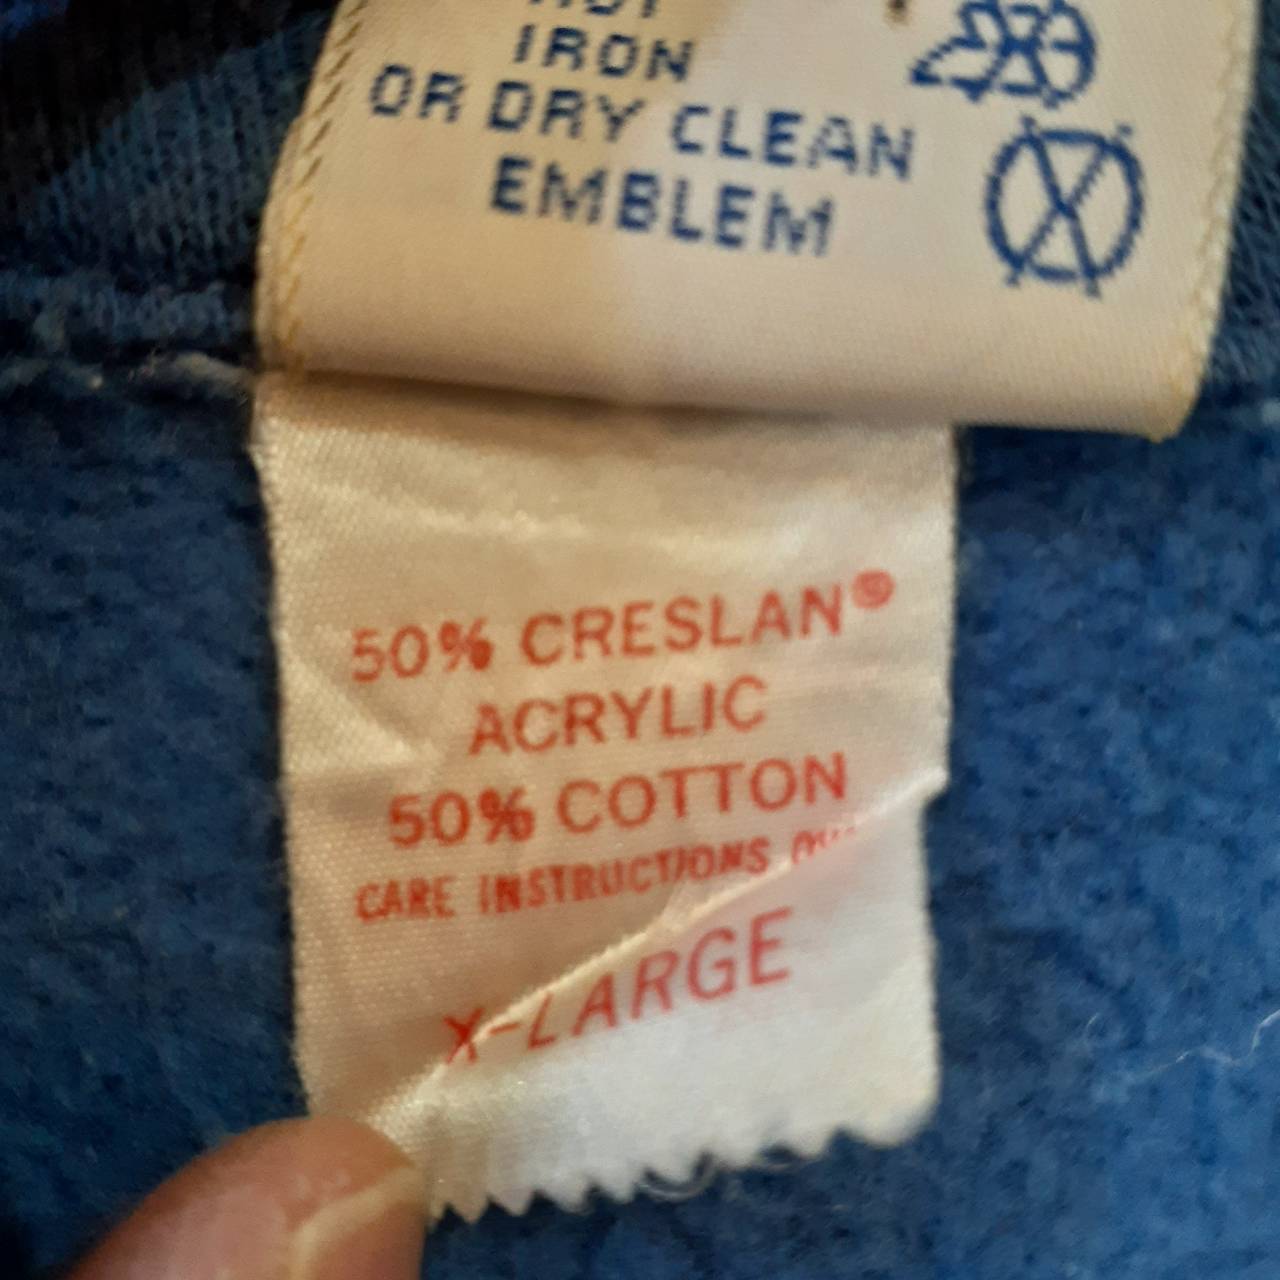 IRON
OR DRY CLEAN
EMBLEM
50% CRESLAN®
ACRYLIC
50% COTTON
CARE INSTRUCTIONS
X-LARGE